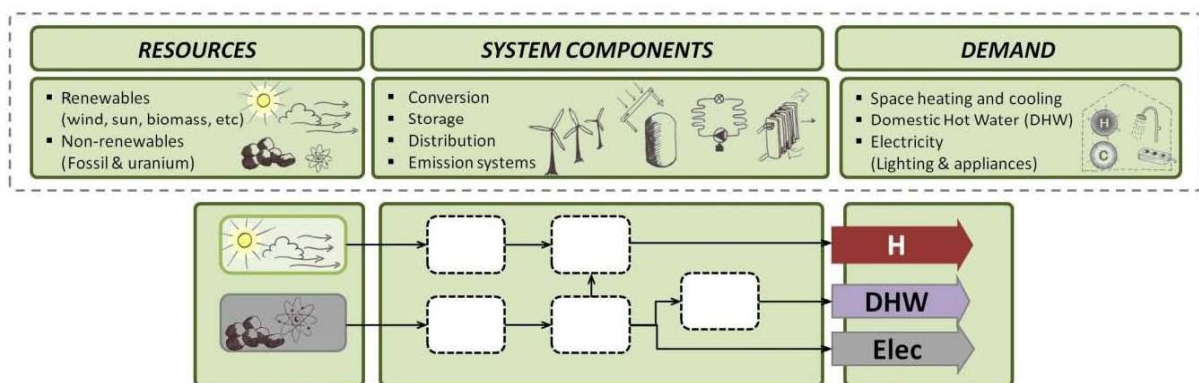 RESOURCES
SYSTEM COMPONENTS
DEMAND
▪ Renewables
(wind, sun, biomass, etc)
▪ Non-renewables
(Fossil & uranium)
▪ Conversion
▪ Storage
▪ Distribution
▪ Emission systems
▪ Space heating and cooling
▪ Domestic Hot Water (DHW)
▪ Electricity
(Lighting & appliances)
H
C
H
DHW
Elec